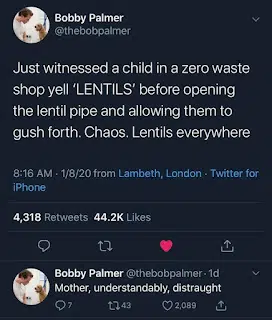 Bobby Palmer
@thebobpalmer
Just witnessed a child in a zero waste
shop yell ‘LENTILS’ before opening
the lentil pipe and allowing them to
gush forth. Chaos. Lentils everywhere
8:16 AM · 1/8/20 from Lambeth, London · Twitter for
iPhone
4,318 Retweets 44.2K Likes
Bobby Palmer @thebobpalmer · 1d
Mother, understandably, distraught
7 43 2,089